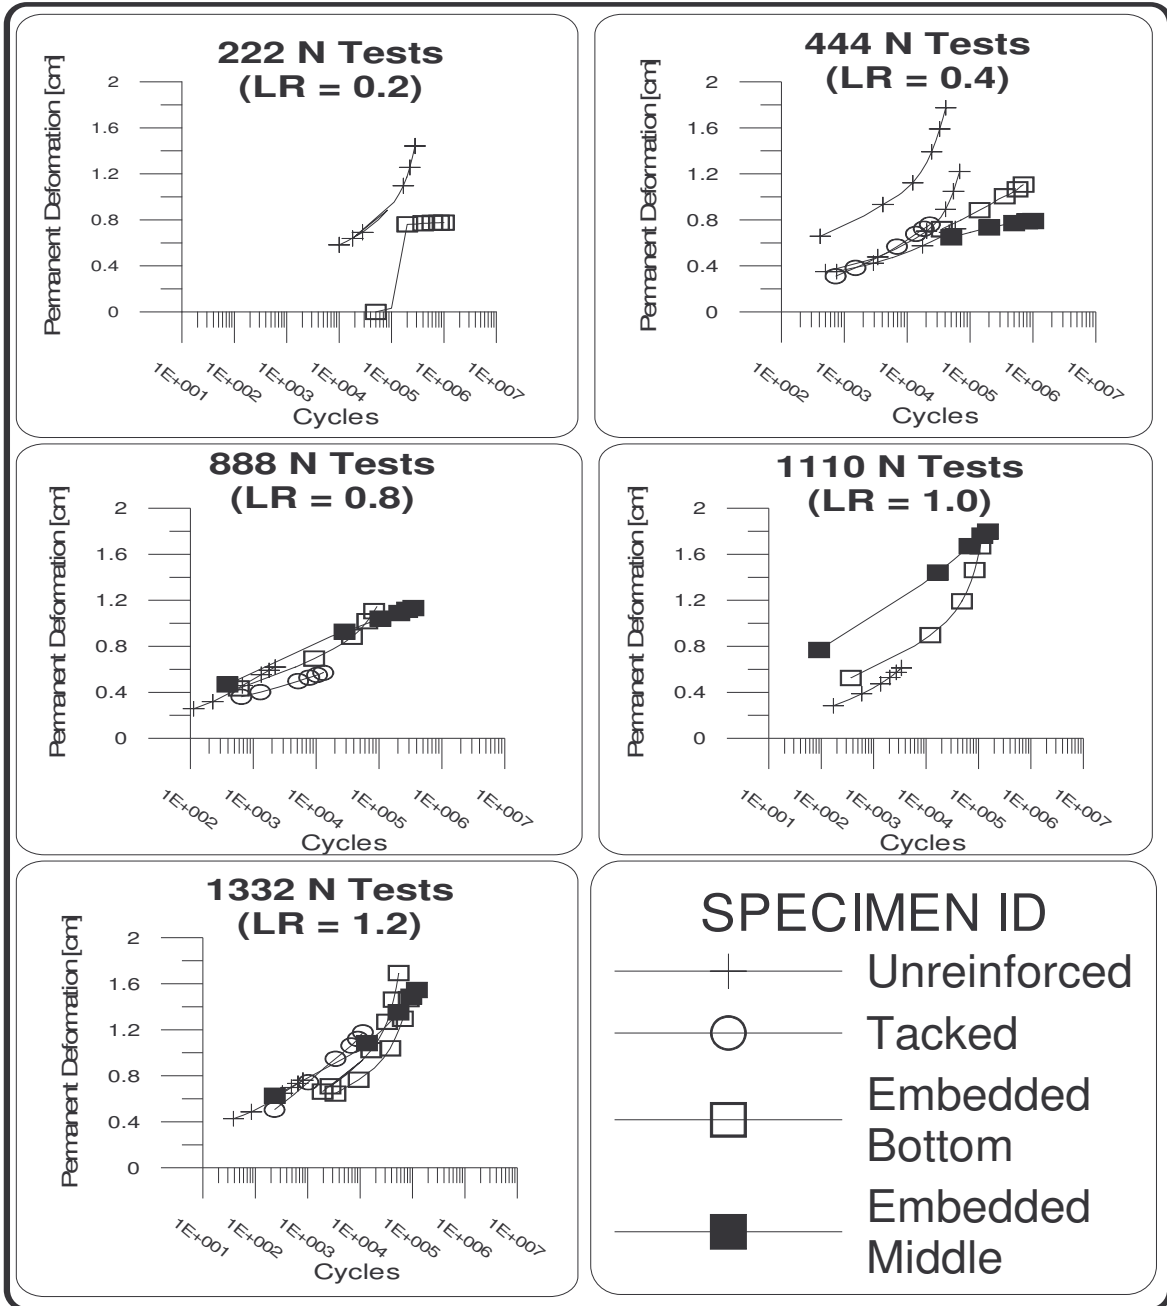 222 N Tests
(LR = 0.2)
Permanent Deformation [cm]
2
1.6
1.2
0.8
0.4
0
1E+001
1E+002
1E+003
1E+004
1E+005
1E+006
1E+007
Cycles
444 N Tests
(LR = 0.4)
Permanent Deformation [cm]
2
1.6
1.2
0.8
0.4
0
1E+002
1E+003
1E+004
1E+005
1E+006
1E+007
Cycles
888 N Tests
(LR = 0.8)
Permanent Deformation [cm]
2
1.6
1.2
0.8
0.4
0
1E+002
1E+003
1E+004
1E+005
1E+006
1E+007
Cycles
1110 N Tests
(LR = 1.0)
Permanent Deformation [cm]
2
1.6
1.2
0.8
0.4
0
1E+001
1E+002
1E+003
1E+004
1E+005
1E+006
1E+007
Cycles
1332 N Tests
(LR = 1.2)
Permanent Deformation [cm]
2
1.6
1.2
0.8
0.4
0
1E+001
1E+002
1E+003
1E+004
1E+005
1E+006
1E+007
Cycles
SPECIMEN ID
Unreinforced
Tacked
Embedded
Bottom
Embedded
Middle